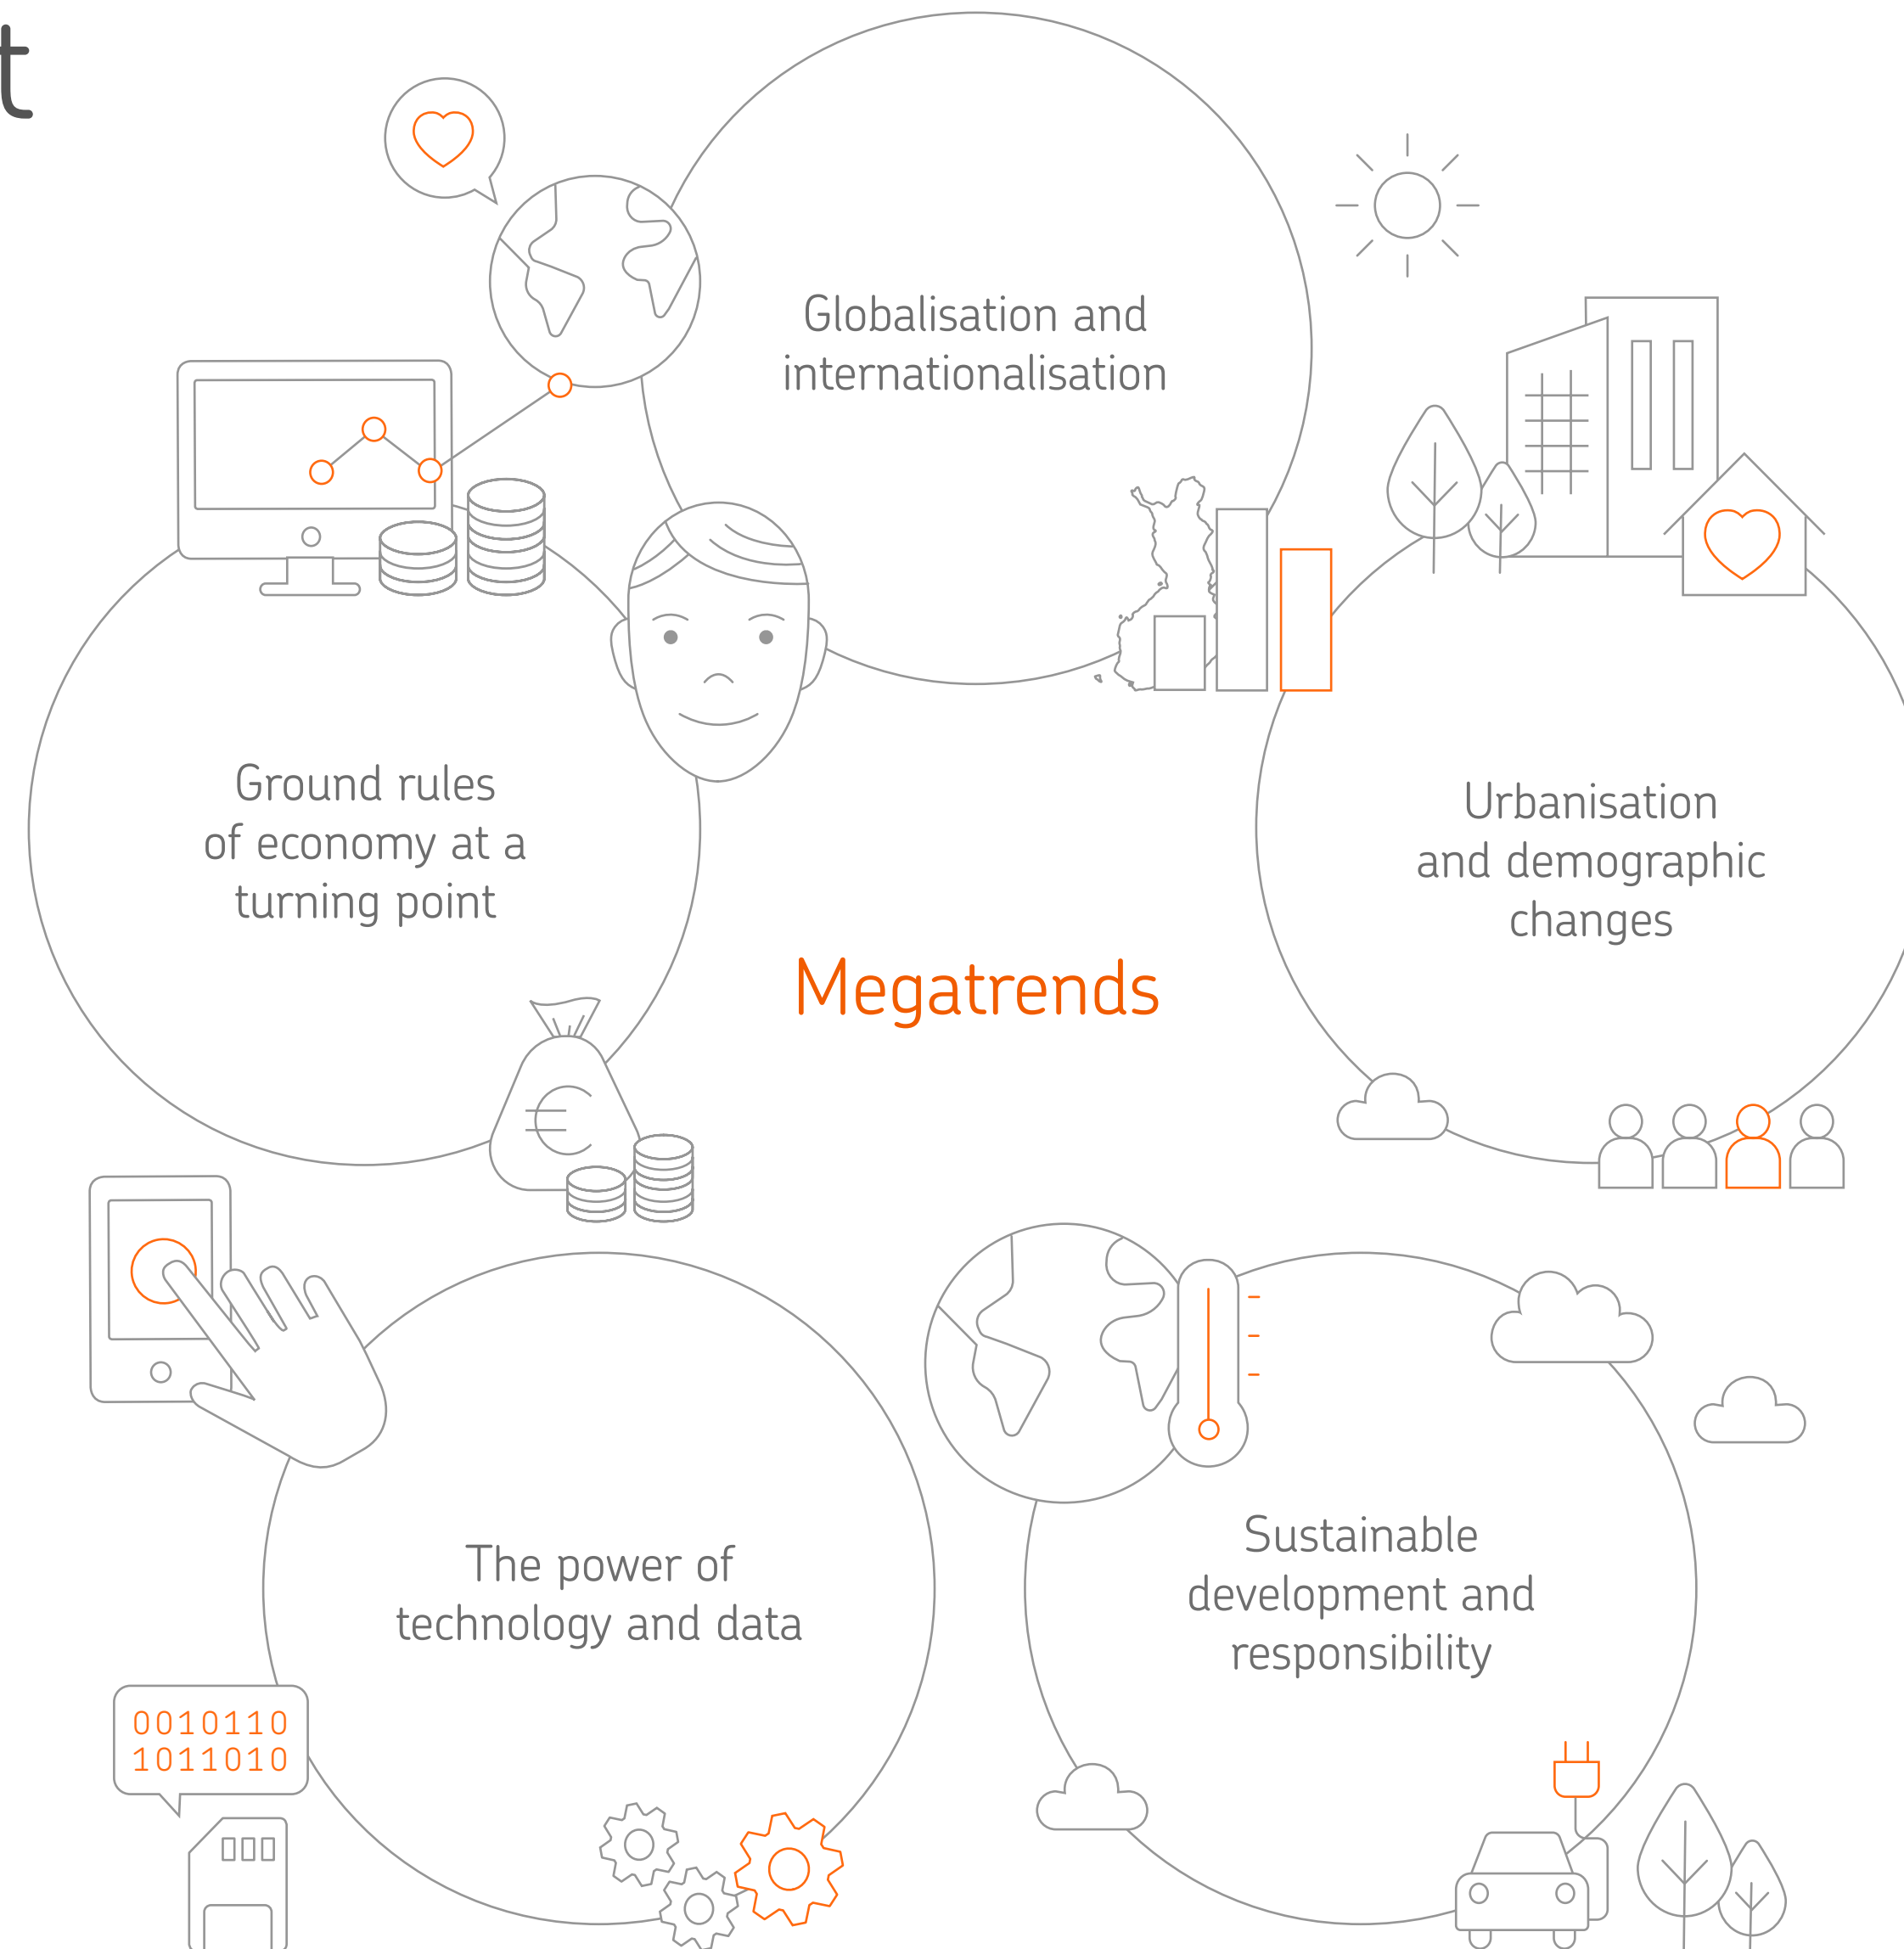 t
Globalisation and
internationalisation
Ground rules
of economy at a
turning point
Urbanisation
and demographic
changes
Megatrends
The power of
technology and data
Sustainable
development and
responsibility
0010110
1011010